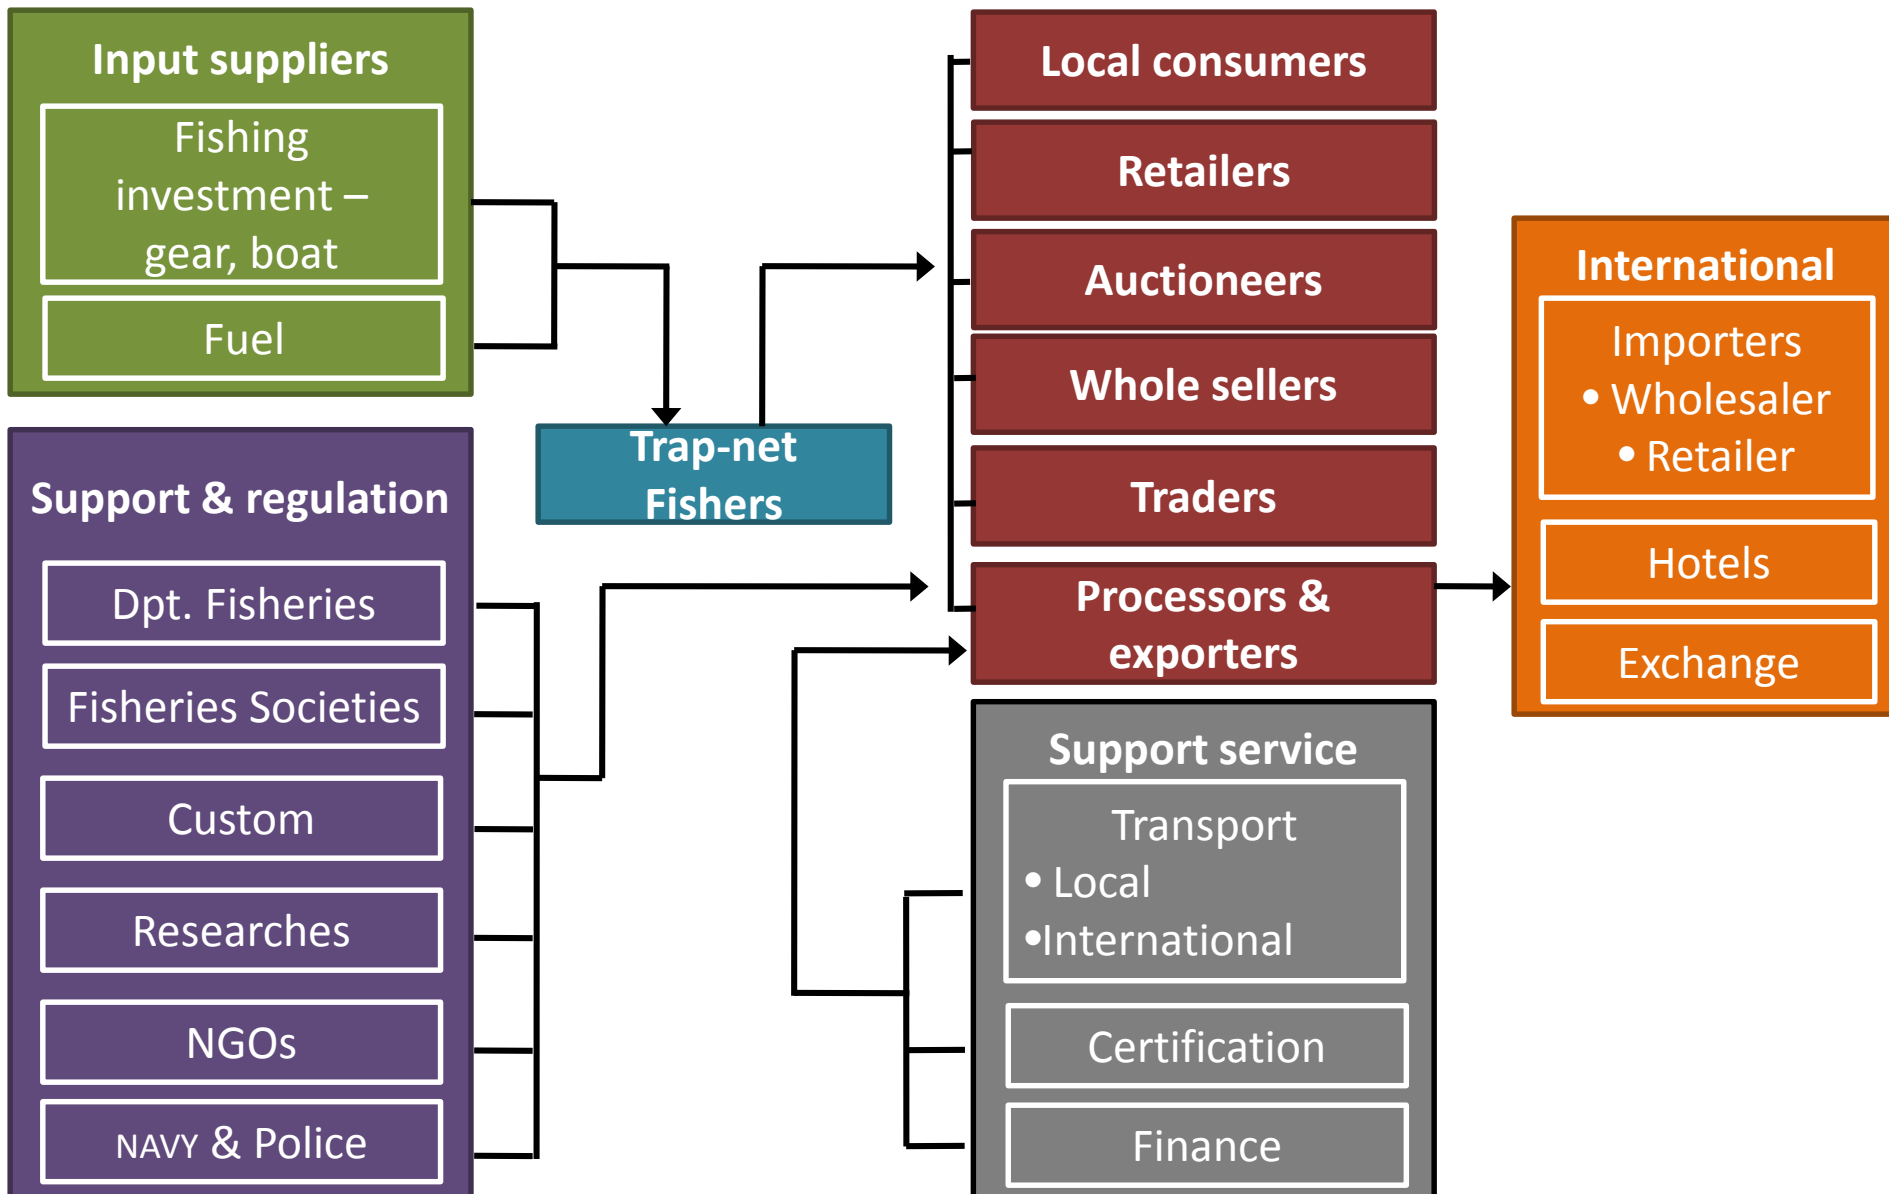 Input suppliers
Fishing
investment –
gear, boat
Fuel
Support & regulation
Dpt. Fisheries
Fisheries Societies
Custom
Researches
NGOs
NAVY & Police
Trap-net
Fishers
Local consumers
Retailers
Auctioneers
Whole sellers
Traders
Processors &
exporters
Support service
Transport
• Local
•International
Certification
Finance
International
Importers
• Wholesaler
• Retailer
Hotels
Exchange